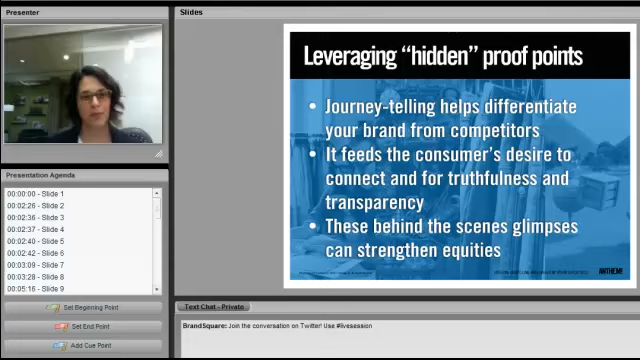 Presenter
Slides
Leveraging “hidden” proof points
• Journey-telling helps differentiate
your brand from competitors
• It feeds the consumer's desire to
connect and for truthfulness and
transparency
• These behind the scenes glimpses
can strengthen equities
ANTHEM!
Presentation Agenda
00:00:00 - Slide 1
00:02:26 - Slide 2
00:02:36 - Slide 3
00:02:37 - Slide 4
00:02:40 - Slide 5
00:02:42 - Slide 6
00:03:09 - Slide 7
00:03:28 - Slide 8
00:05:16 - Slide 9
Set Beginning Point
Set End Point
Add Cue Point
Text Chat - Private
BrandSquare: Join the conversation on Twitter! Use #livesession